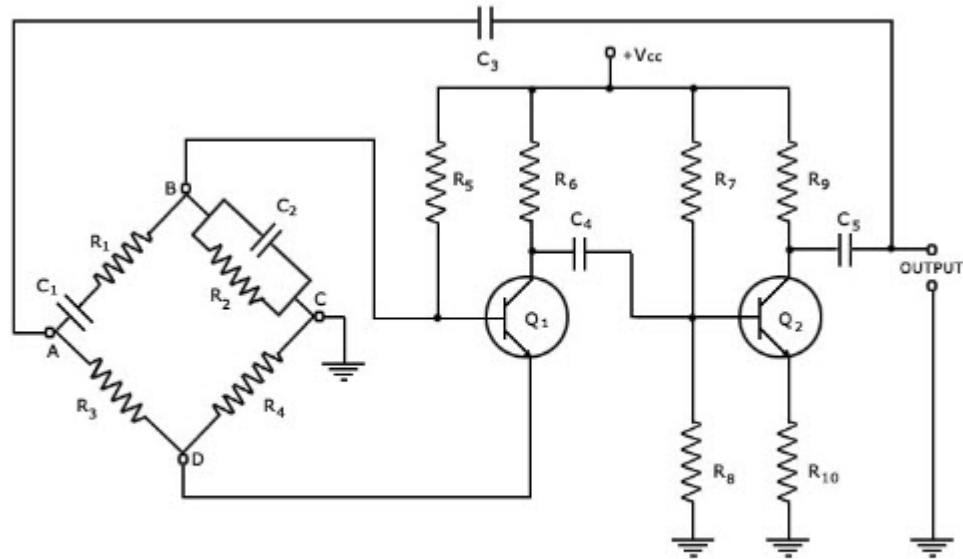 C₃
+Vcc
B
C₂
R₅
R₆
R₇
R₉
R₁
C₄
C₅
C₁
R₂
C
OUTPUT
Q₁
Q₂
A
R₃
R₄
D
R₈
R₁₀